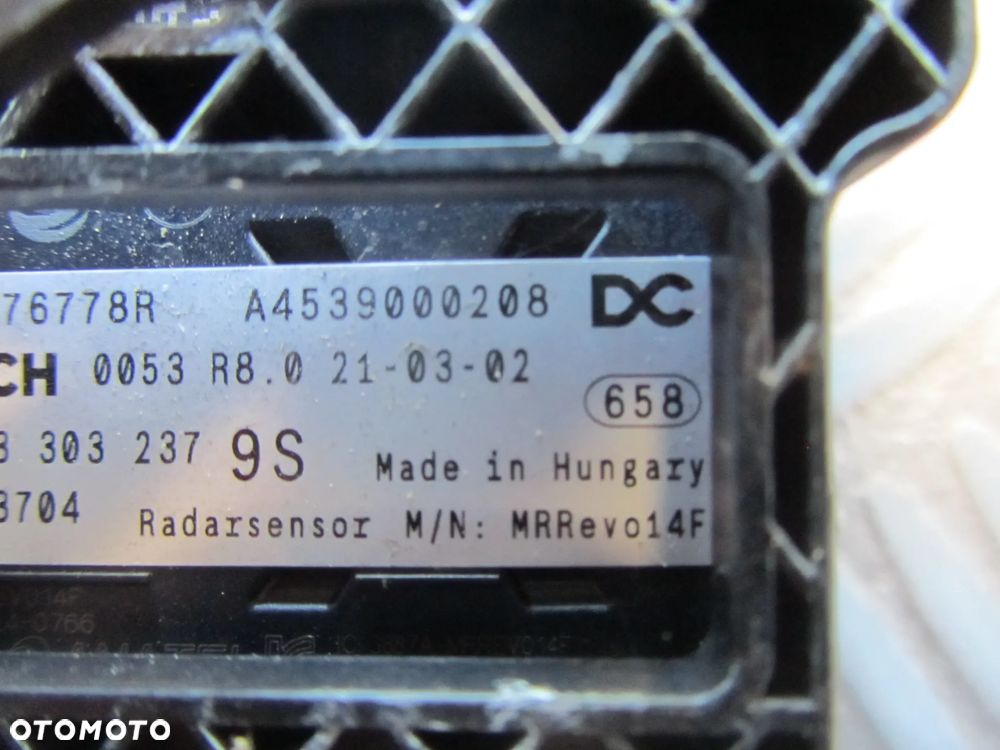 76778R A4539000208 DC
CH 0053 R8.0 21-03-02
658
303 237 9S Made in Hungary
3704 Radarsensor M/N: MRRevo14F
0766
OTOMOTO